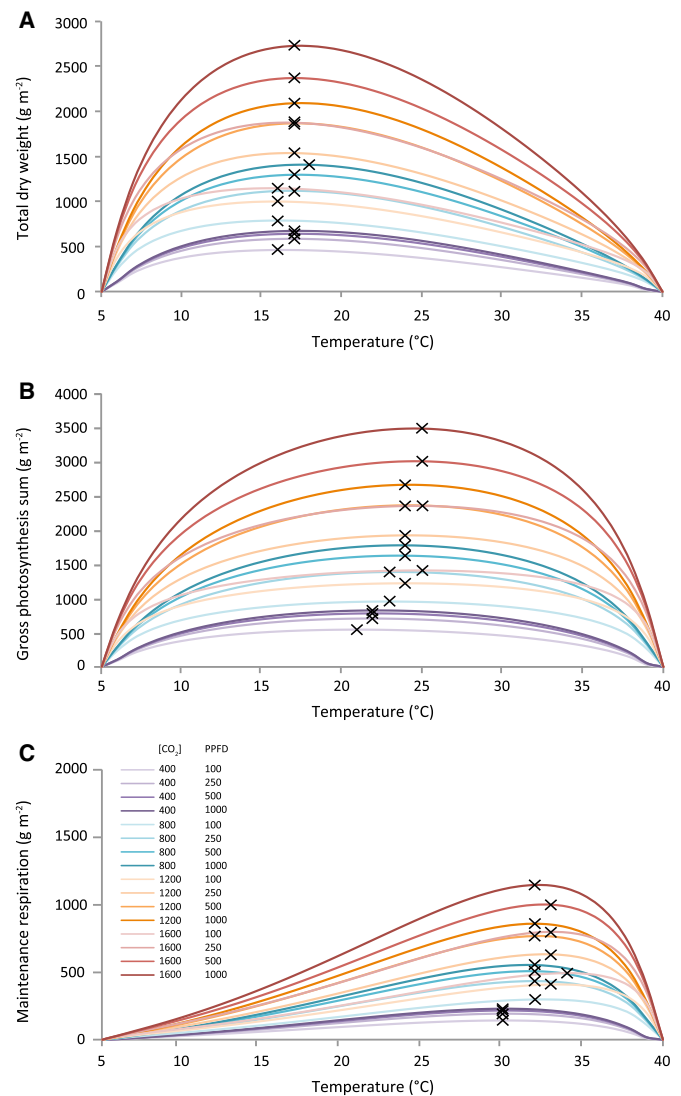 A
Total dry weight (g m-2)
3000
2500
2000
1500
1000
500
0
5 10 15 20 25 30 35 40
Temperature (°C)
B
Gross photosynthesis sum (g m-2)
4000
3500
3000
2500
2000
1500
1000
500
0
5 10 15 20 25 30 35 40
Temperature (°C)
C
Maintenance respiration (g m-2)
2000
1500
1000
500
0
[CO2] PPFD
400 100
400 250
400 500
400 1000
800 100
800 250
800 500
800 1000
1200 100
1200 250
1200 500
1200 1000
1600 100
1600 250
1600 500
1600 1000
5 10 15 20 25 30 35 40
Temperature (°C)